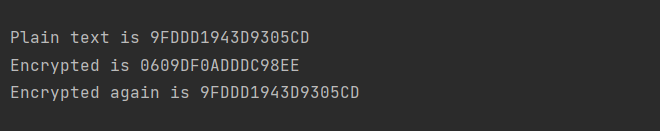 Plain text is 9FDDD1943D9305CD
Encrypted is 0609DF0ADDDC98EE
Encrypted again is 9FDDD1943D9305CD